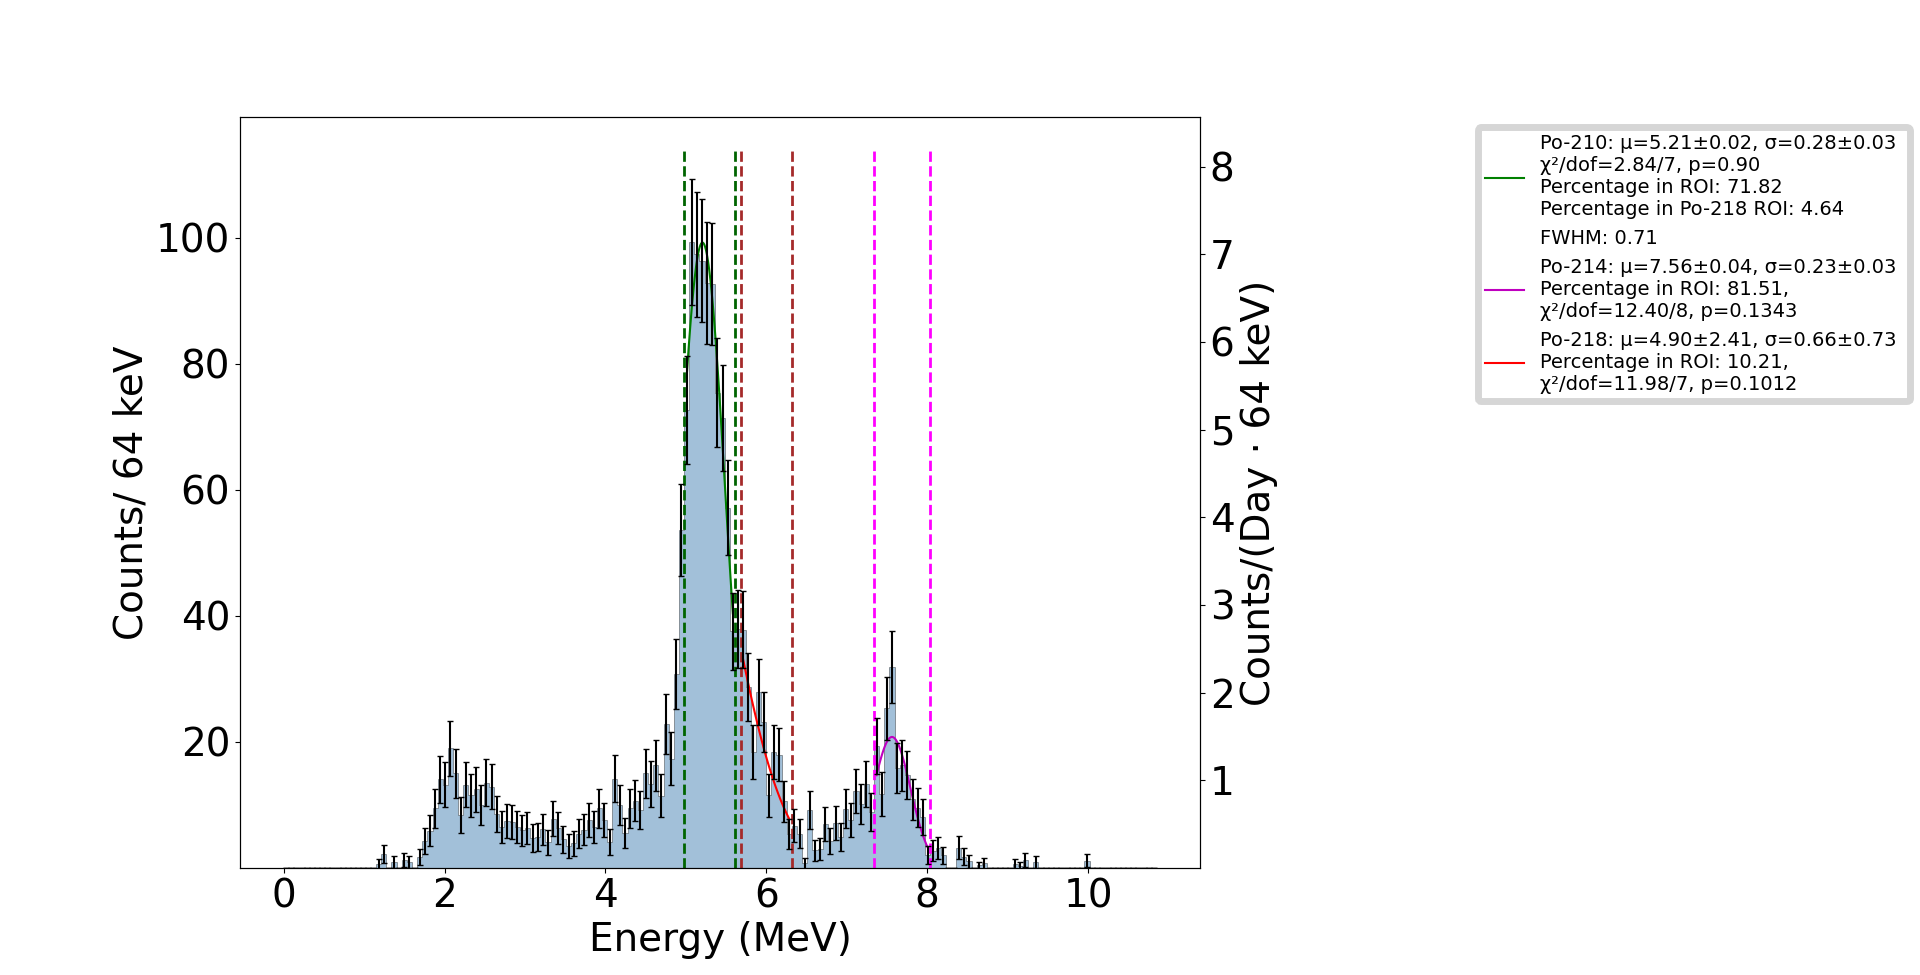 100
80
60
40
20
Counts/ 64 keV
0
2
4
6
8
10
Energy (MeV)
8
7
6
5
4
3
2
1
Counts/(Day · 64 keV)
Po-210: μ=5.21±0.02, σ=0.28±0.03
χ²/dof=2.84/7, p=0.90
Percentage in ROI: 71.82
Percentage in Po-218 ROI: 4.64
FWHM: 0.71
Po-214: μ=7.56±0.04, σ=0.23±0.03
Percentage in ROI: 81.51,
χ²/dof=12.40/8, p=0.1343
Po-218: μ=4.90±2.41, σ=0.66±0.73
Percentage in ROI: 10.21,
χ²/dof=11.98/7, p=0.1012